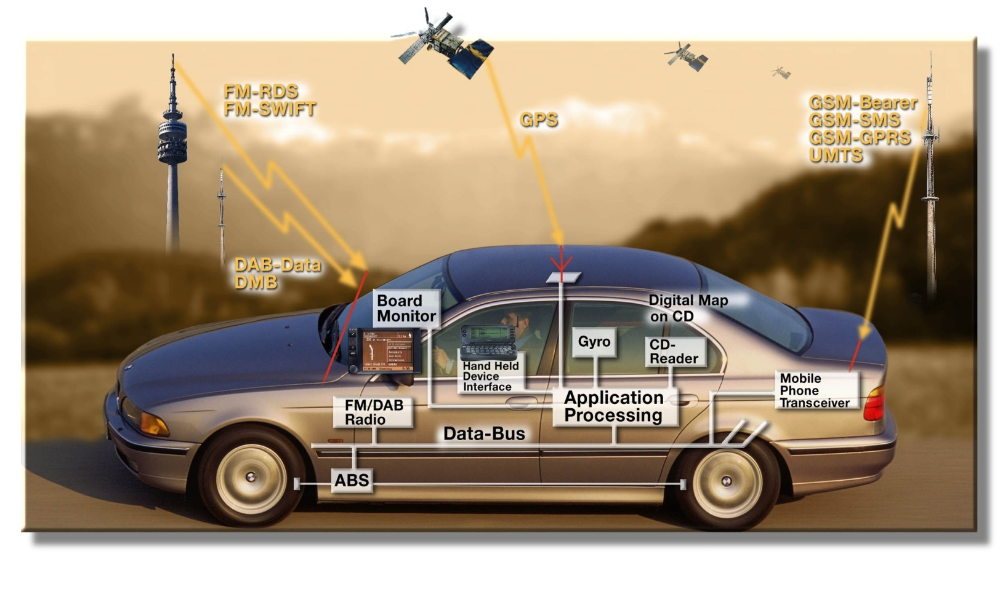 FM-RDS
FM-SWIFT
GPS
GSM-Bearer
GSM-SMS
GSM-GPRS
UMTS
DAB-Data
DMB
Board
Monitor
Digital Map
on CD
Gyro
CD-
Reader
Hand Held
Device
Interface
Mobile
Phone
Transceiver
Application
Processing
FM/DAB
Radio
Data-Bus
ABS